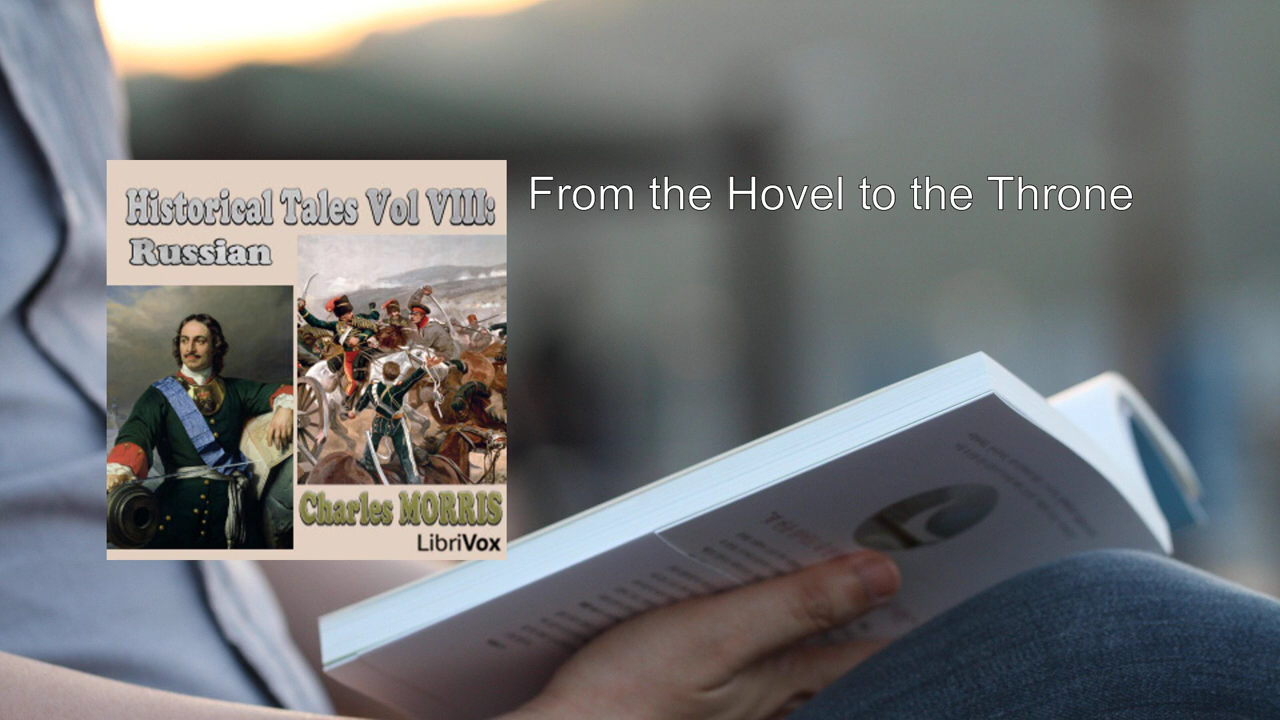 Historical Tales Vol VIII:
Russian
Charles MORRIS
LibriVox
From the Hovel to the Throne